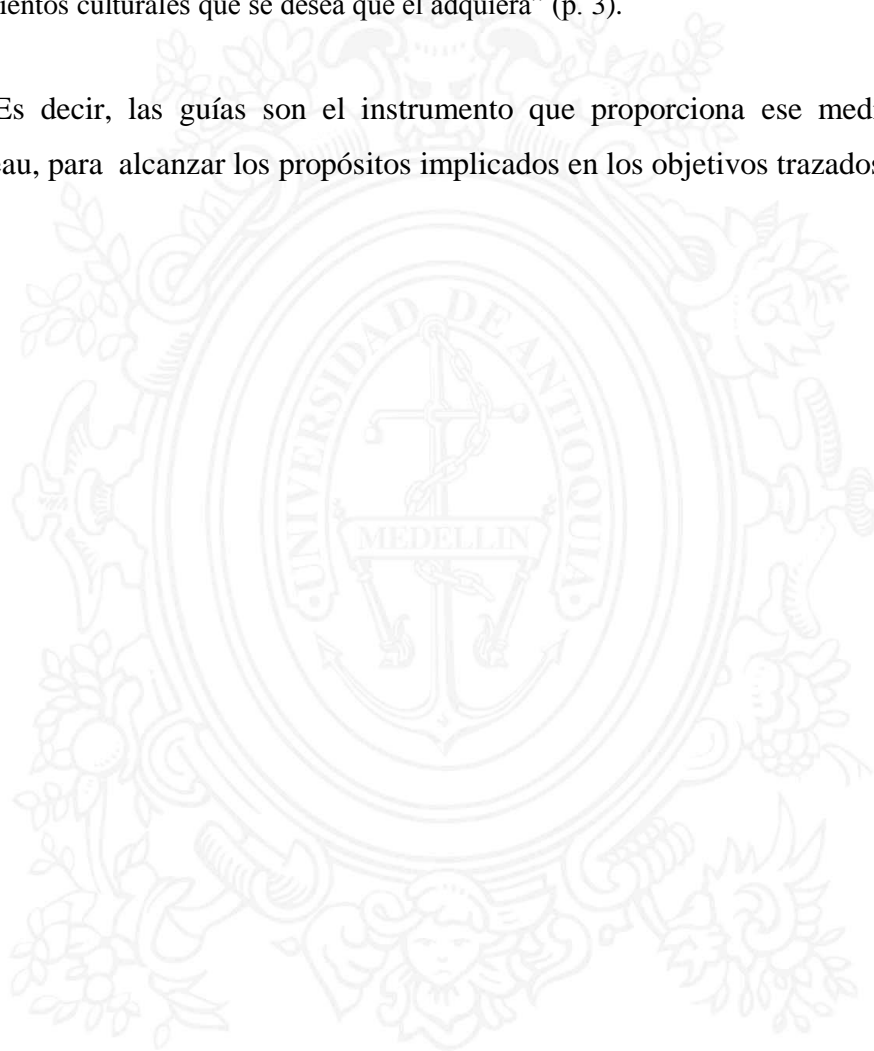 ientos culturales que se desea que él adquiera” (p. 3).
Es decir, las guías son el instrumento que proporciona ese med
eau, para alcanzar los propósitos implicados en los objetivos trazados
UNIVERSIDAD DE ANTIOQUIA
MEDELLIN